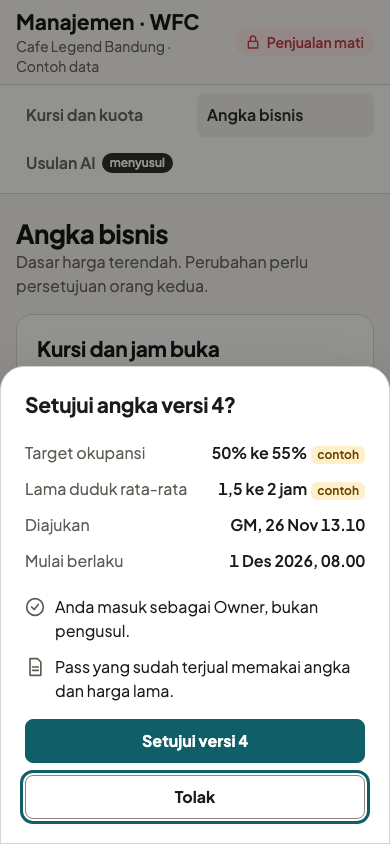 Manajemen · WFC
Cafe Legend Bandung ·
Contoh data
Penjualan mati
Kursi dan kuota
Angka bisnis
Usulan AI menyusul
Angka bisnis
Dasar harga terendah. Perubahan perlu
persetujuan orang kedua.
Kursi dan jam buka
Setujui angka versi 4?
Target okupansi 50% ke 55% contoh
Lama duduk rata-rata 1,5 ke 2 jam contoh
Diajukan GM, 26 Nov 13.10
Mulai berlaku 1 Des 2026, 08.00
Anda masuk sebagai Owner, bukan
pengusul.
Pass yang sudah terjual memakai angka
dan harga lama.
Setujui versi 4
Tolak